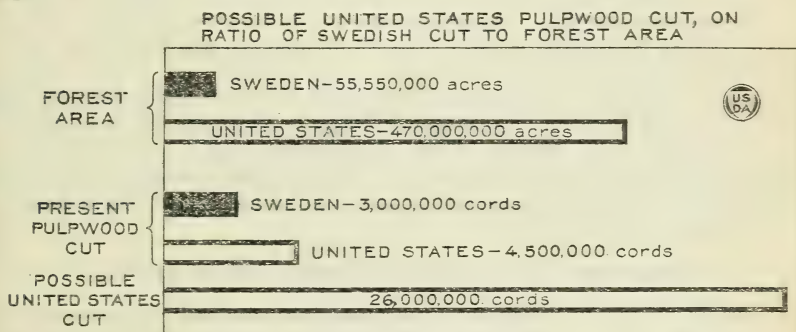 POSSIBLE UNITED STATES PULPWOOD CUT, ON
RATIO OF SWEDISH CUT TO FOREST AREA
FOREST
AREA
SWEDEN-55,550,000 acres
UNITED STATES-470,000,000 acres
US
DA
PRESENT
PULPWOOD
CUT
SWEDEN-3,000,000 cords
UNITED STATES-4,500,000 cords
POSSIBLE
UNITED STATES
CUT
26,000,000 cords